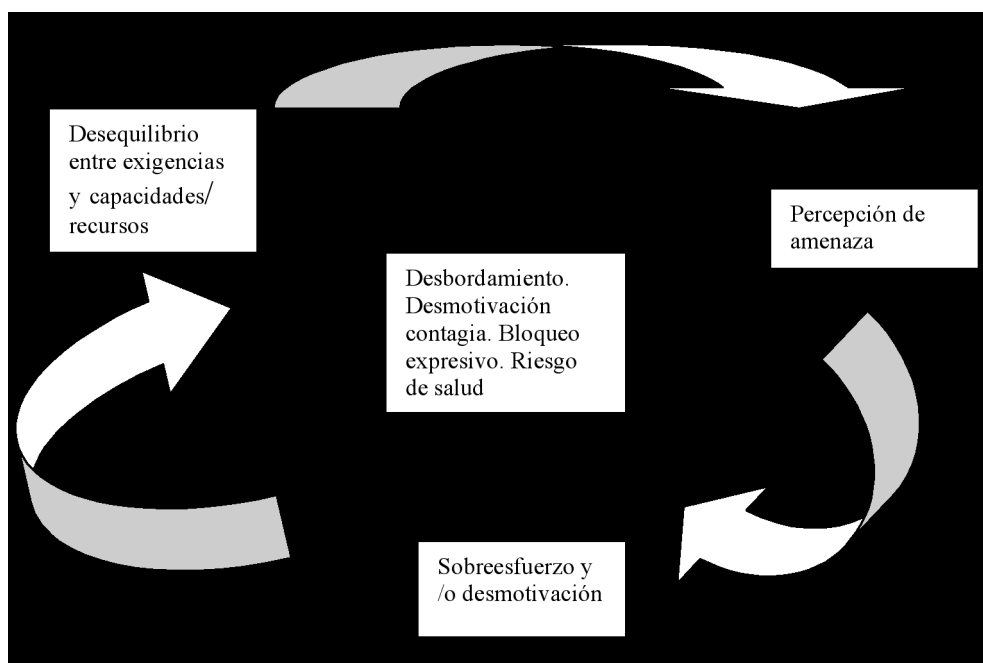 Desequilibrio
entre exigencias
y capacidades/
recursos
Percepción de
amenaza
Desbordamiento.
Desmotivación
contagia. Bloqueo
expresivo. Riesgo
de salud
Sobreesfuerzo y
/o desmotivación